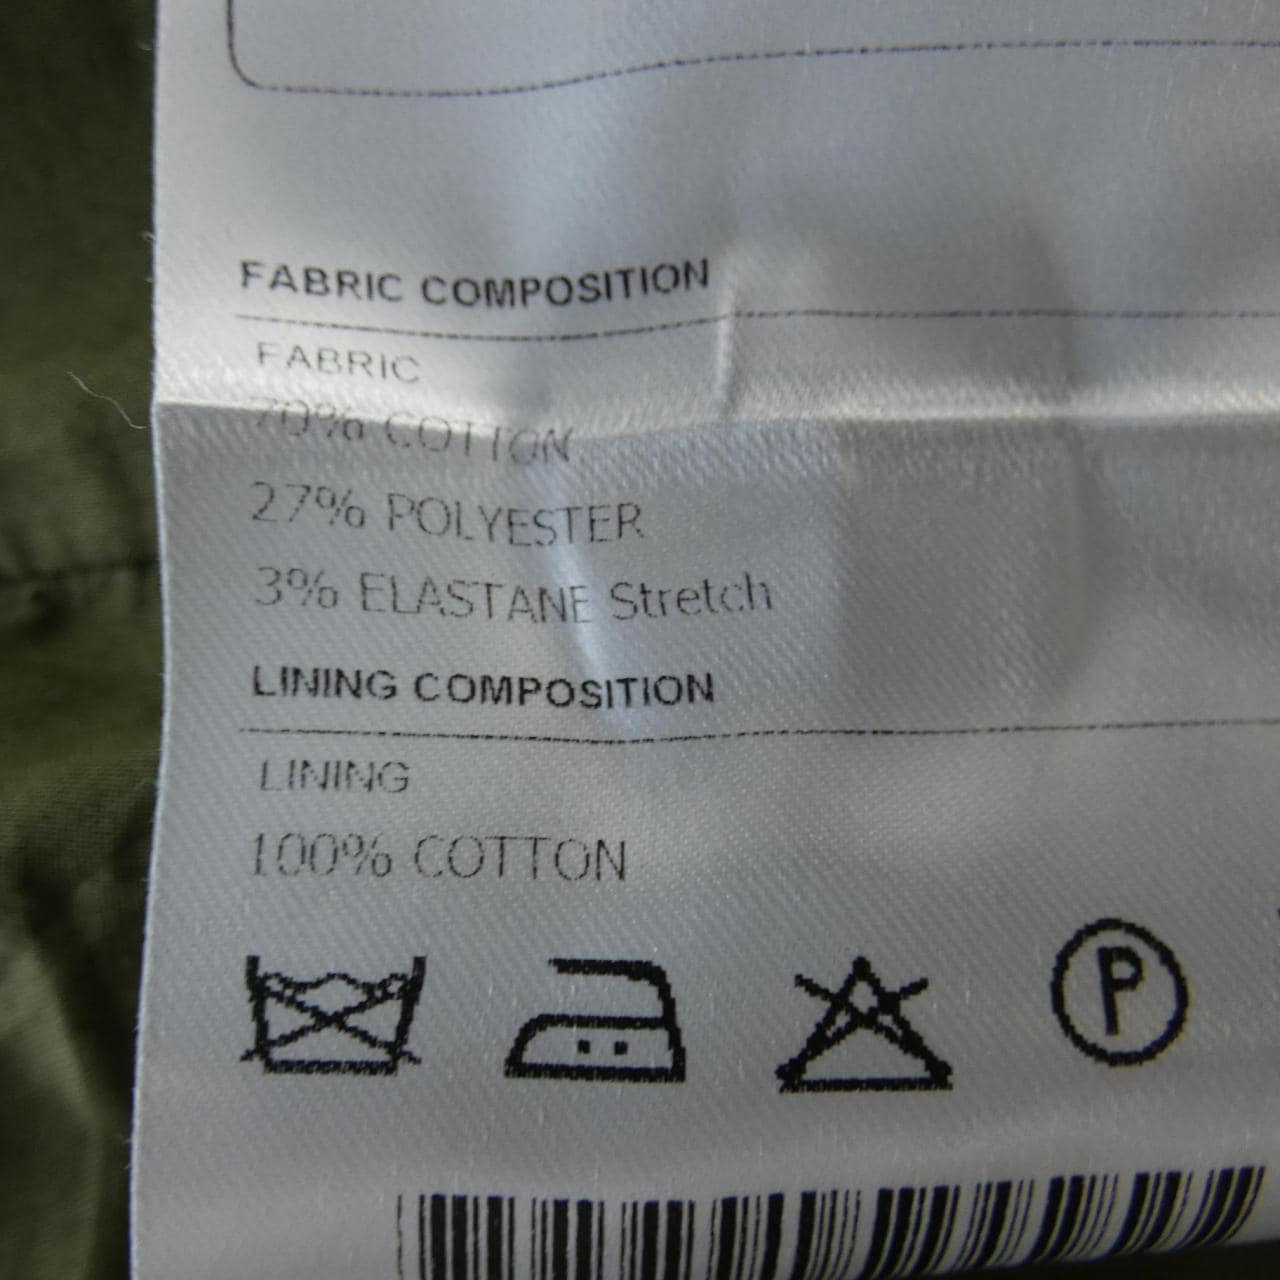 FABRIC COMPOSITION
FABRIC
70% COTTON
27% POLYESTER
3% ELASTANE Stretch
LINING COMPOSITION
LINING
100% COTTON
P